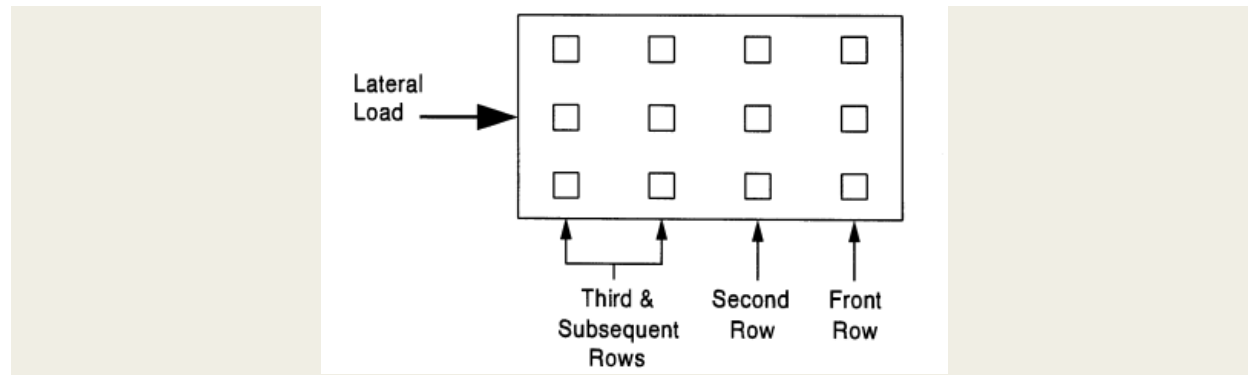 Lateral
Load
Third &
Subsequent
Rows
Second
Row
Front
Row